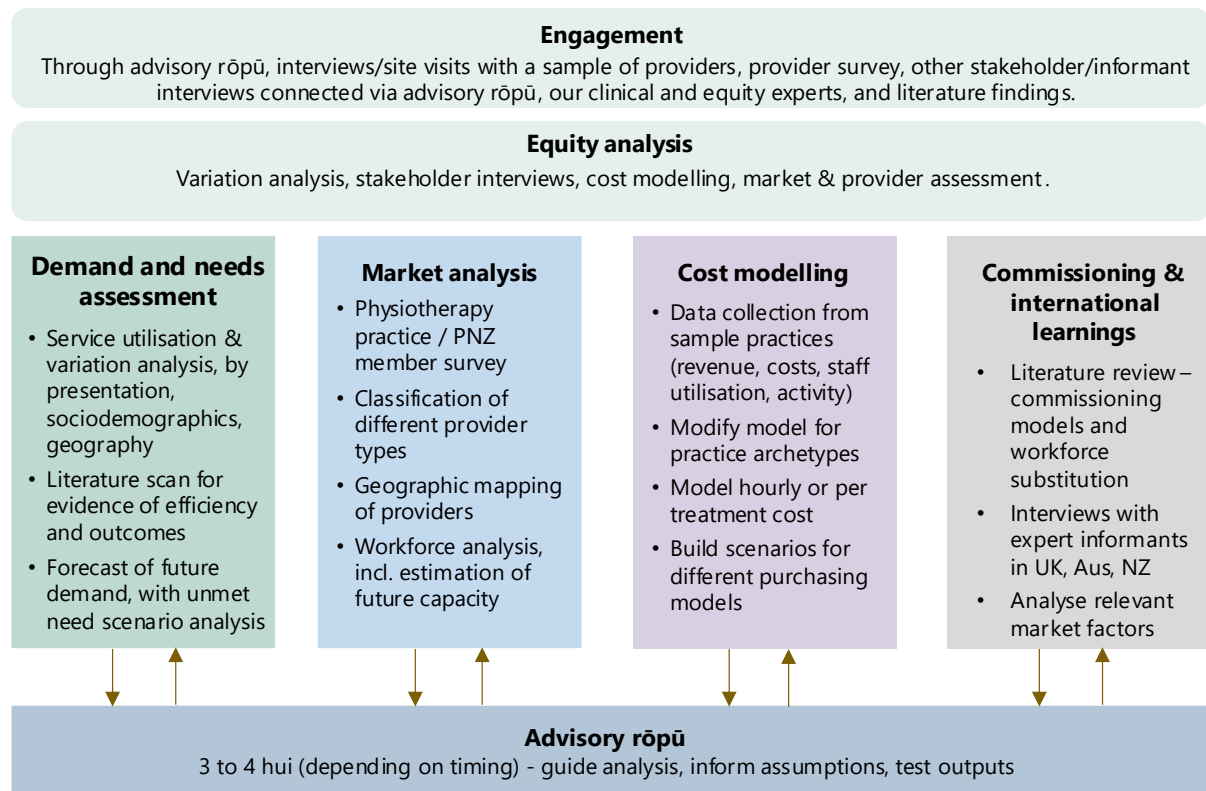 Engagement
Through advisory rōpū, interviews/site visits with a sample of providers, provider survey, other stakeholder/informant
interviews connected via advisory rōpū, our clinical and equity experts, and literature findings.
Equity analysis
Variation analysis, stakeholder interviews, cost modelling, market & provider assessment.
Demand and needs
assessment
• Service utilisation &
variation analysis, by
presentation,
sociodemographics,
geography
• Literature scan for
evidence of efficiency
and outcomes
• Forecast of future
demand, with unmet
need scenario analysis
Market analysis
• Physiotherapy
practice / PNZ
member survey
• Classification of
different provider
types
• Geographic mapping
of providers
• Workforce analysis,
incl. estimation of
future capacity
Cost modelling
• Data collection from
sample practices
(revenue, costs, staff
utilisation, activity)
• Modify model for
practice archetypes
• Model hourly or per
treatment cost
• Build scenarios for
different purchasing
models
Commissioning &
international
learnings
• Literature review –
commissioning
models and
workforce
substitution
• Interviews with
expert informants
in UK, Aus, NZ
• Analyse relevant
market factors
Advisory rōpū
3 to 4 hui (depending on timing) - guide analysis, inform assumptions, test outputs